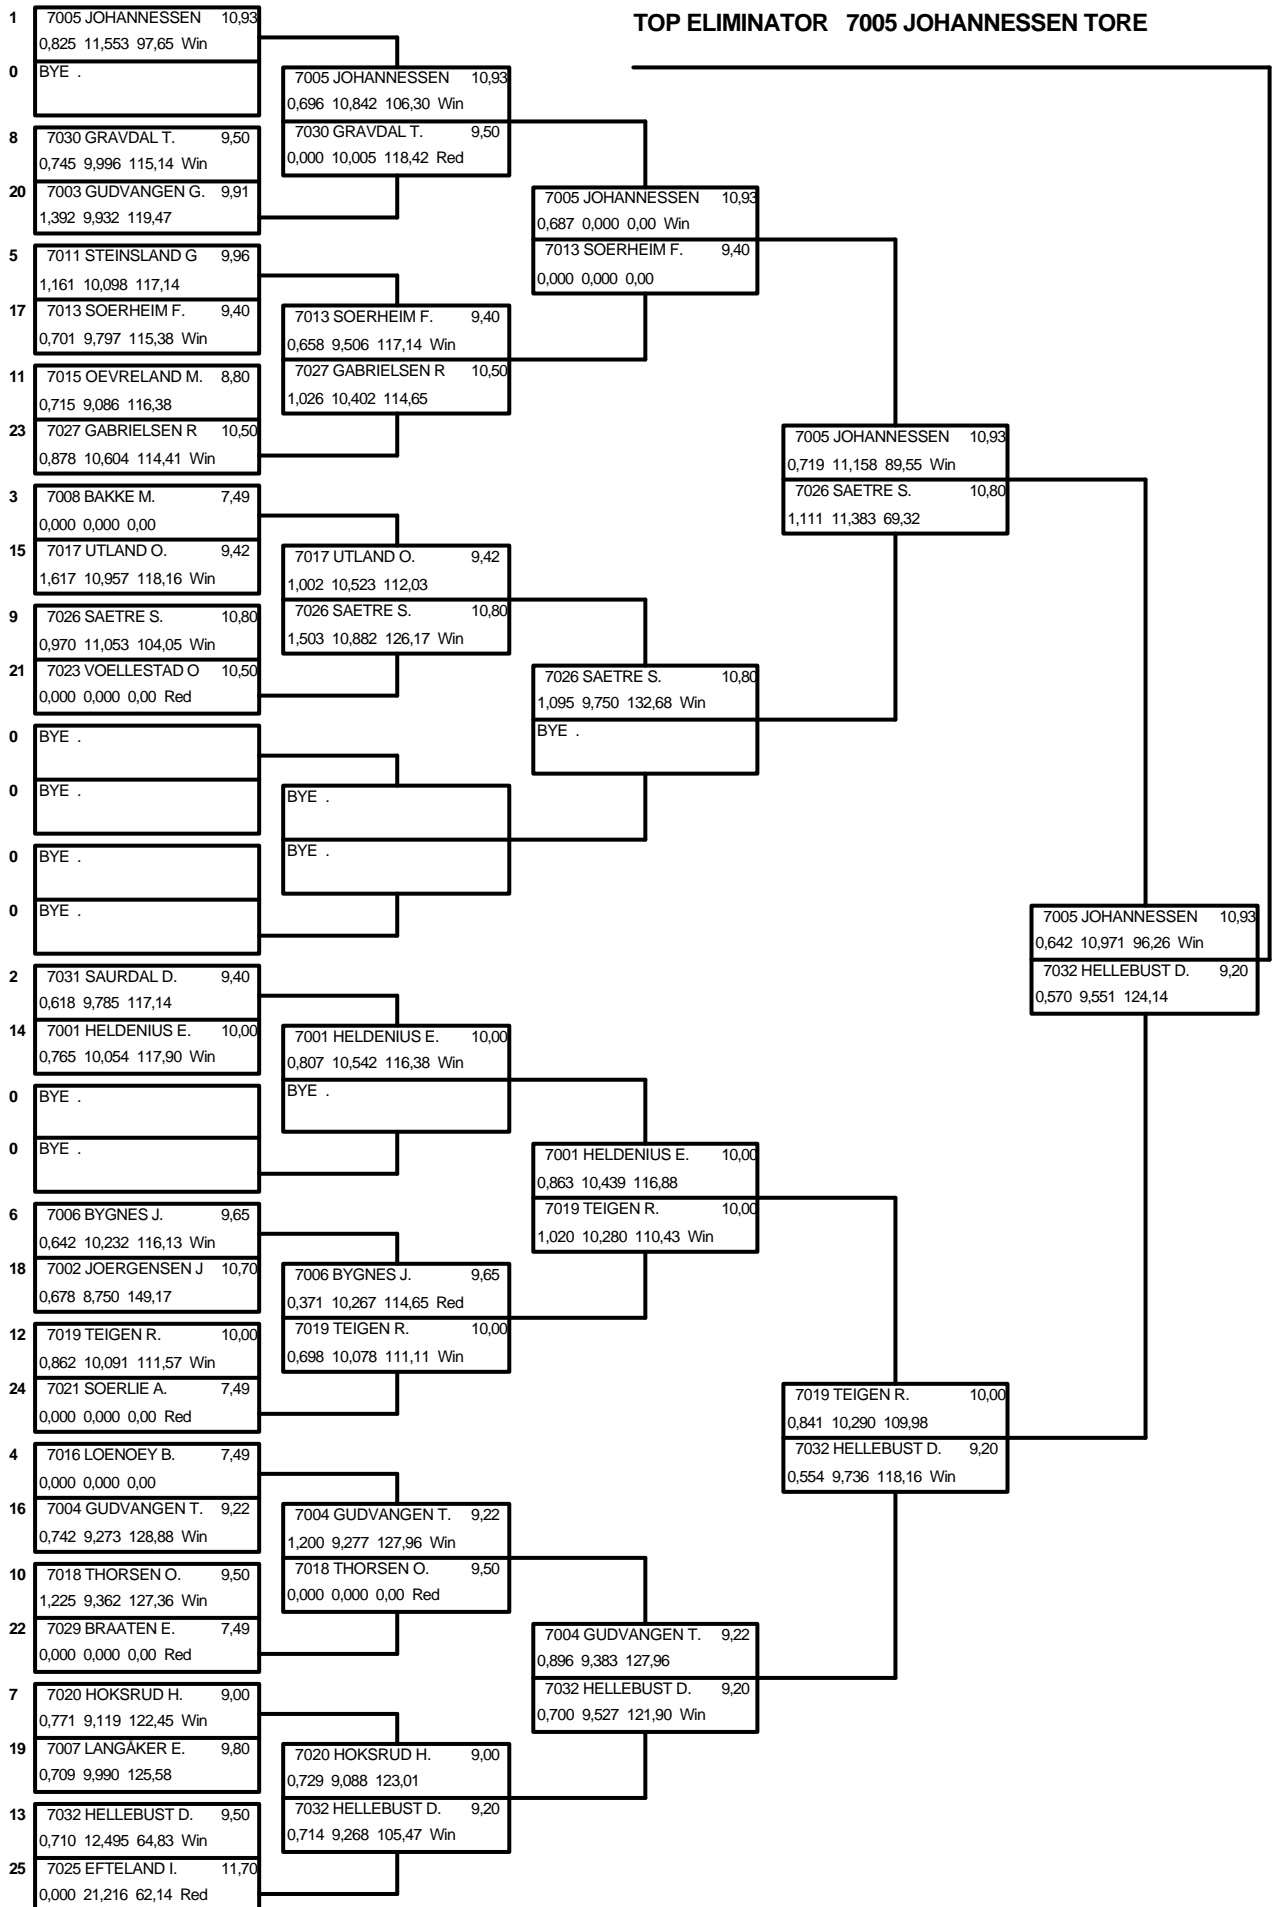 TOP ELIMINATOR 7005 JOHANNESSEN TORE
1 7005 JOHANNESSEN 10,93
0,825 11,553 97,65 Win
0 BYE .
8 7030 GRAVDAL T. 9,50
0,745 9,996 115,14 Win
20 7003 GUDVANGEN G. 9,91
1,392 9,932 119,47
5 7011 STEINSLAND G 9,96
1,161 10,098 117,14
17 7013 SOERHEIM F. 9,40
0,701 9,797 115,38 Win
11 7015 OEVRELAND M. 8,80
0,715 9,086 116,38
23 7027 GABRIELSEN R 10,50
0,878 10,604 114,41 Win
3 7008 BAKKE M. 7,49
0,000 0,000 0,00
15 7017 UTLAND O. 9,42
1,617 10,957 118,16 Win
9 7026 SAETRE S. 10,80
0,970 11,053 104,05 Win
21 7023 VOELLESTAD O 10,50
0,000 0,000 0,00 Red
0 BYE .
0 BYE .
0 BYE .
0 BYE .
2 7031 SAURDAL D. 9,40
0,618 9,785 117,14
14 7001 HELDENIUS E. 10,00
0,765 10,054 117,90 Win
0 BYE .
0 BYE .
6 7006 BYGNES J. 9,65
0,642 10,232 116,13 Win
18 7002 JOERGENSEN J 10,70
0,678 8,750 149,17
12 7019 TEIGEN R. 10,00
0,862 10,091 111,57 Win
24 7021 SOERLIE A. 7,49
0,000 0,000 0,00 Red
4 7016 LOENOEY B. 7,49
0,000 0,000 0,00
16 7004 GUDVANGEN T. 9,22
0,742 9,273 128,88 Win
10 7018 THORSEN O. 9,50
1,225 9,362 127,36 Win
22 7029 BRAATEN E. 7,49
0,000 0,000 0,00 Red
7 7020 HOKSRUD H. 9,00
0,771 9,119 122,45 Win
19 7007 LANGÅKER E. 9,80
0,709 9,990 125,58
13 7032 HELLEBUST D. 9,50
0,710 12,495 64,83 Win
25 7025 EFTELAND I. 11,70
0,000 21,216 62,14 Red
7005 JOHANNESSEN 10,93
0,696 10,842 106,30 Win
7030 GRAVDAL T. 9,50
0,000 10,005 118,42 Red
7013 SOERHEIM F. 9,40
0,658 9,506 117,14 Win
7027 GABRIELSEN R 10,50
1,026 10,402 114,65
7017 UTLAND O. 9,42
1,002 10,523 112,03
7026 SAETRE S. 10,80
1,503 10,882 126,17 Win
BYE .
BYE .
7001 HELDENIUS E. 10,00
0,807 10,542 116,38 Win
BYE .
7006 BYGNES J. 9,65
0,371 10,267 114,65 Red
7019 TEIGEN R. 10,00
0,698 10,078 111,11 Win
7004 GUDVANGEN T. 9,22
1,200 9,277 127,96 Win
7018 THORSEN O. 9,50
0,000 0,000 0,00 Red
7020 HOKSRUD H. 9,00
0,729 9,088 123,01
7032 HELLEBUST D. 9,20
0,714 9,268 105,47 Win
7005 JOHANNESSEN 10,93
0,687 0,000 0,00 Win
7013 SOERHEIM F. 9,40
0,000 0,000 0,00
7026 SAETRE S. 10,80
1,095 9,750 132,68 Win
BYE .
7001 HELDENIUS E. 10,00
0,863 10,439 116,88
7019 TEIGEN R. 10,00
1,020 10,280 110,43 Win
7004 GUDVANGEN T. 9,22
0,896 9,383 127,96
7032 HELLEBUST D. 9,20
0,700 9,527 121,90 Win
7005 JOHANNESSEN 10,93
0,719 11,158 89,55 Win
7026 SAETRE S. 10,80
1,111 11,383 69,32
7019 TEIGEN R. 10,00
0,841 10,290 109,98
7032 HELLEBUST D. 9,20
0,554 9,736 118,16 Win
7005 JOHANNESSEN 10,93
0,642 10,971 96,26 Win
7032 HELLEBUST D. 9,20
0,570 9,551 124,14